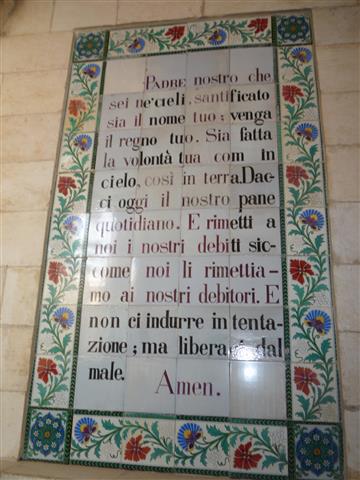 PADRE nostro che
sei ne'cieli, santificato
sia il nome tuo; venga
il regno tuo. Sia fatta
la volontà tua com in
cielo, così in terra. Dac-
ci oggi il nostro pane
quotidiano. E rimetti a
noi i nostri debiti sic-
come noi li rimettia-
mo ai nostri debitori. E
non ci indurre in tenta-
zione; ma liberaci dal
male. Amen.